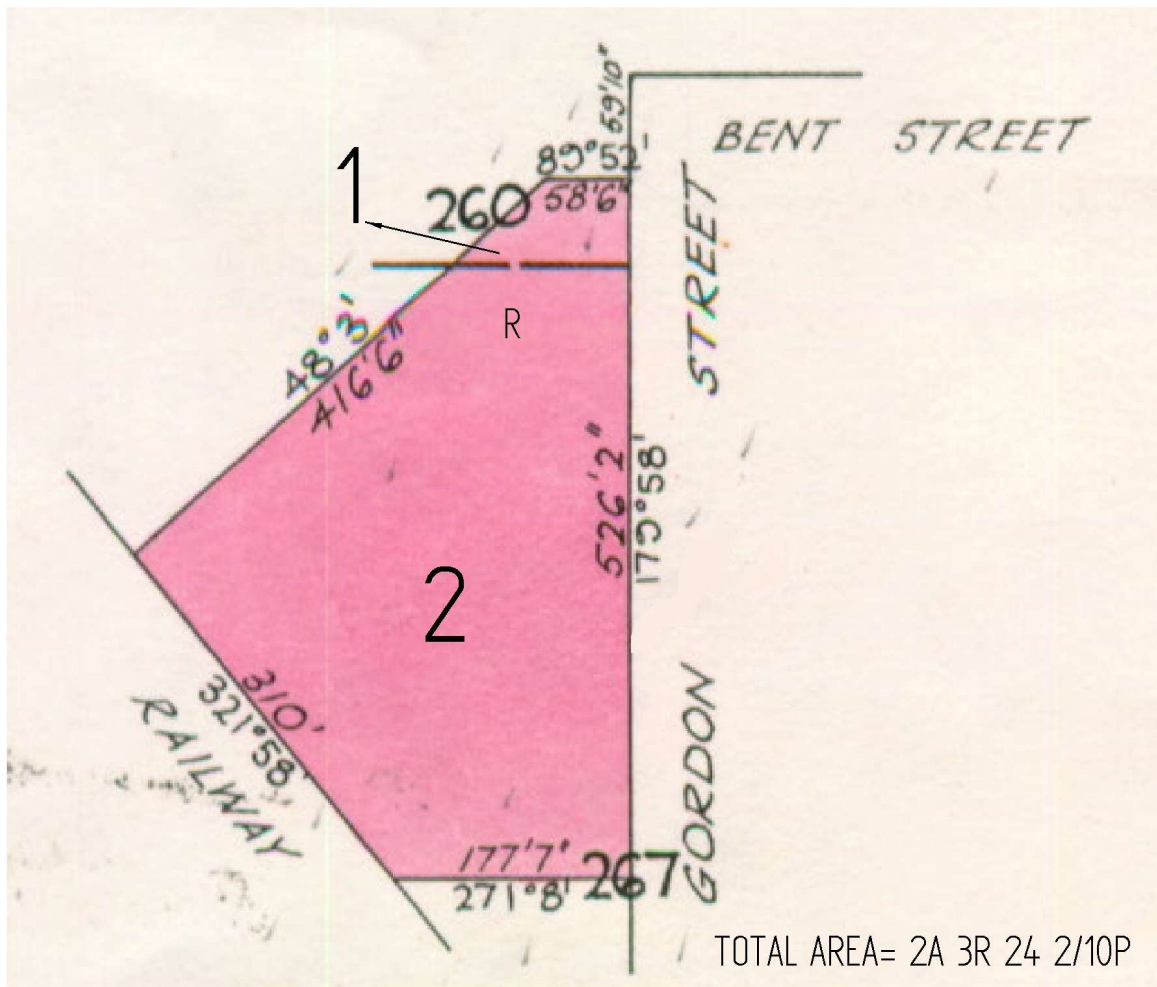 59'10"
BENT STREET
89°52'
58'6"
1
260
STREET
R
48°3'
416'6"
526'2"
179°58'
2
310'
321°58'
RAILWAY
GORDON
177'7"
267
271°8'
TOTAL AREA= 2A 3R 24 2/10P